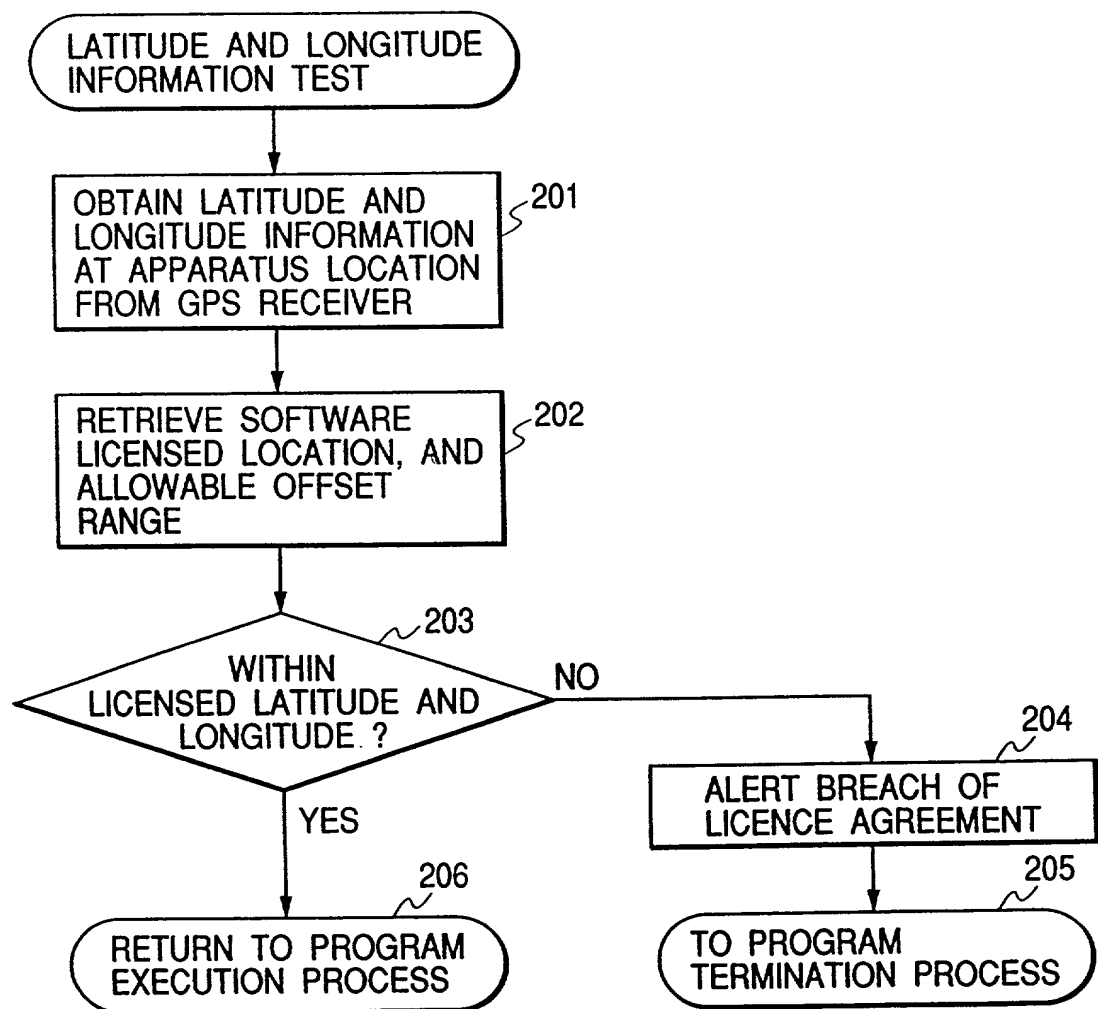 LATITUDE AND LONGITUDE
INFORMATION TEST
201
OBTAIN LATITUDE AND
LONGITUDE INFORMATION
AT APPARATUS LOCATION
FROM GPS RECEIVER
202
RETRIEVE SOFTWARE
LICENSED LOCATION, AND
ALLOWABLE OFFSET
RANGE
203
WITHIN
LICENSED LATITUDE AND
LONGITUDE ?
NO
YES
204
ALERT BREACH OF
LICENCE AGREEMENT
205
TO PROGRAM
TERMINATION PROCESS
206
RETURN TO PROGRAM
EXECUTION PROCESS